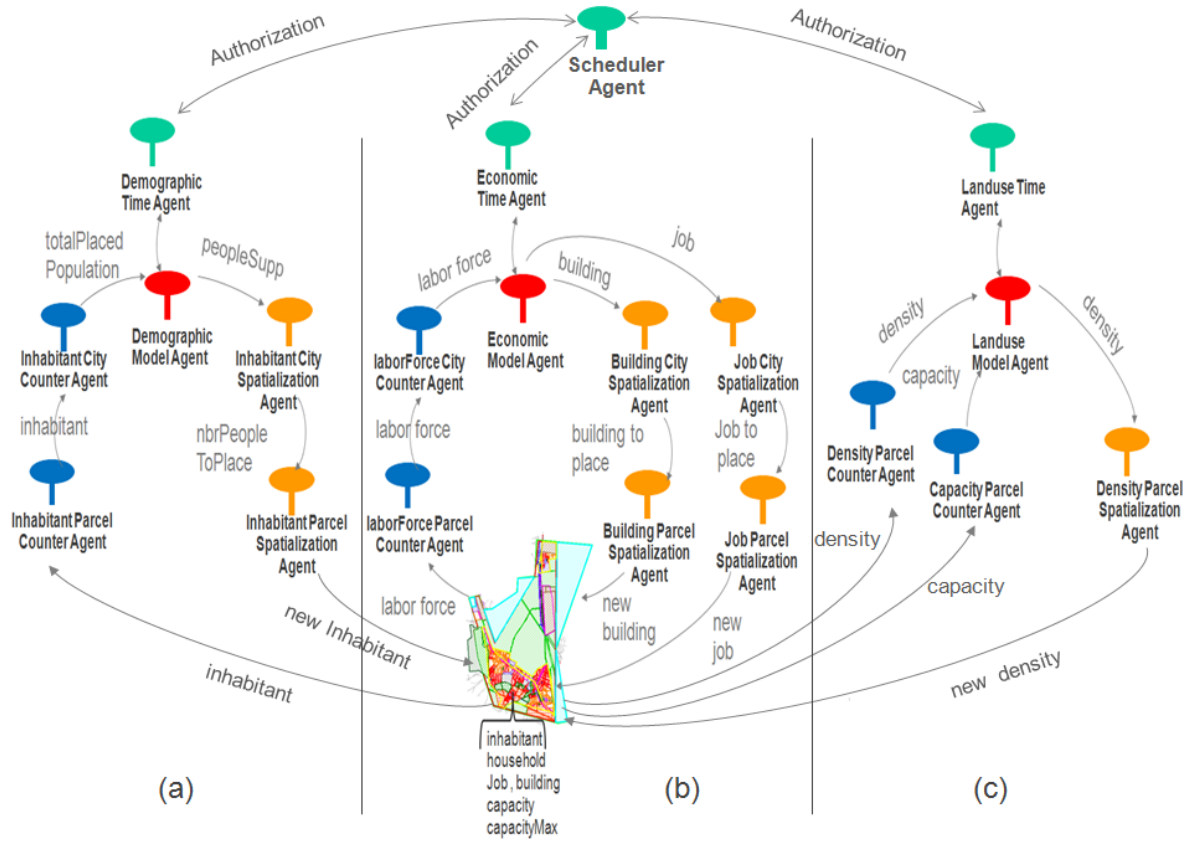 Authorization
Authorization
Authorization
Scheduler
Agent
Demographic
Time Agent
Economic
Time Agent
Landuse Time
Agent
totalPlaced
Population
peopleSupp
labor force
building
job
density
capacity
density
Inhabitant City
Counter Agent
Demographic
Model Agent
Inhabitant City
Spatialization
Agent
laborForce City
Counter Agent
Economic
Model Agent
Building City
Spatialization
Agent
Job City
Spatialization
Agent
Landuse
Model Agent
inhabitant
nbrPeople
ToPlace
labor force
building to
place
Job to
place
Density Parcel
Counter Agent
Capacity Parcel
Counter Agent
Density Parcel
Spatialization
Agent
Inhabitant Parcel
Counter Agent
Inhabitant Parcel
Spatialization
Agent
laborForce Parcel
Counter Agent
Building Parcel
Spatialization
Agent
Job Parcel
Spatialization
Agent
density
capacity
labor force
new
building
new
job
new Inhabitant
inhabitant
new density
inhabitant
household
Job , building
capacity
capacityMax
(a)
(b)
(c)